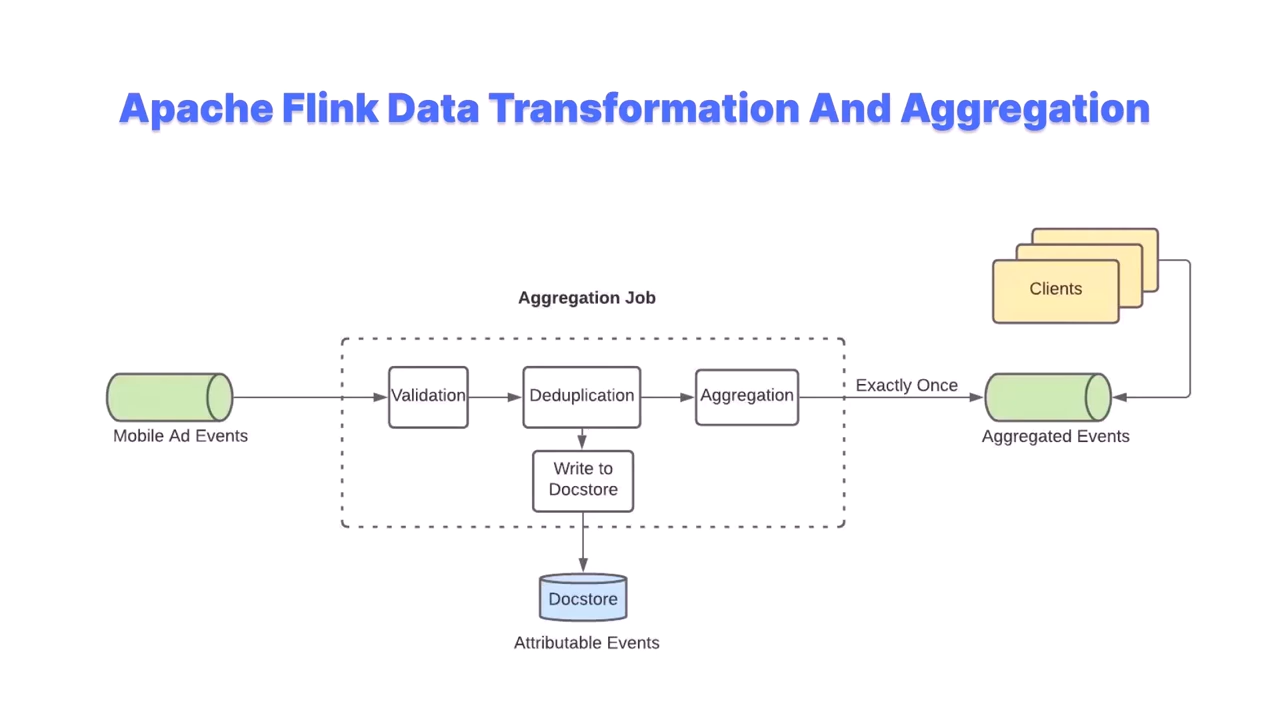 Apache Flink Data Transformation And Aggregation
Clients
Aggregation Job
Validation
Deduplication
Aggregation
Exactly Once
Mobile Ad Events
Aggregated Events
Write to
Docstore
Docstore
Attributable Events